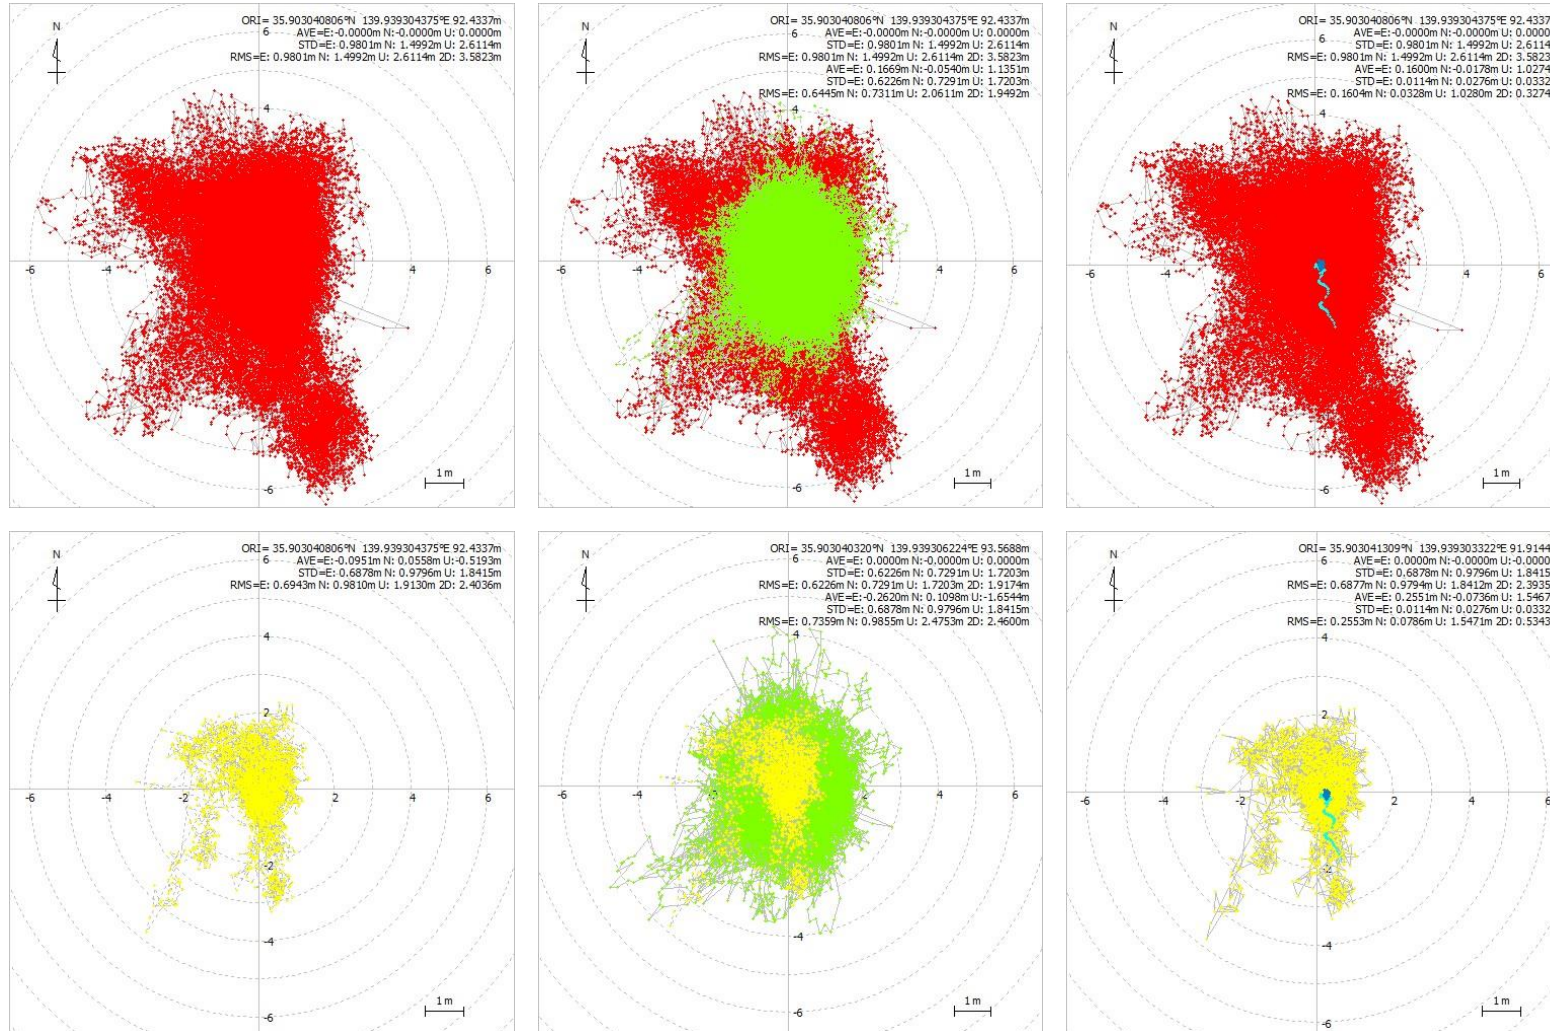 ORI= 35.903040806°N 139.939304375°E 92.4337m
AVE=E:-0.0000m N:-0.0000m U: 0.0000m
STD=E: 0.9801m N: 1.4992m U: 2.6114m
RMS=E: 0.9801m N: 1.4992m U: 2.6114m 2D: 3.5823m
N
6
4
-6 -4 2 4 6
-6
1 m
ORI= 35.903040806°N 139.939304375°E 92.4337m
AVE=E:-0.0000m N:-0.0000m U: 0.0000m
STD=E: 0.9801m N: 1.4992m U: 2.6114m
RMS=E: 0.9801m N: 1.4992m U: 2.6114m 2D: 3.5823m
AVE=E: 0.1669m N:-0.0540m U: 1.1351m
STD=E: 0.6226m N: 0.7291m U: 1.7203m
RMS=E: 0.6445m N: 0.7311m U: 2.0611m 2D: 1.9492m
N
6
4
-6 -4 4 6
-6
1 m
ORI= 35.903040806°N 139.939304375°E 92.4337
AVE=E:-0.0000m N:-0.0000m U: 0.0000
STD=E: 0.9801m N: 1.4992m U: 2.6114
RMS=E: 0.9801m N: 1.4992m U: 2.6114m 2D: 3.5823
AVE=E: 0.1600m N:-0.0178m U: 1.0274
STD=E: 0.0114m N: 0.0276m U: 0.0332
RMS=E: 0.1604m N: 0.0328m U: 1.0280m 2D: 0.3274
N
6
4
-6 -4 2 4 6
-6
1 m
ORI= 35.903040806°N 139.939304375°E 92.4337m
AVE=E:-0.0951m N: 0.0558m U:-0.5193m
STD=E: 0.6878m N: 0.9796m U: 1.8415m
RMS=E: 0.6943m N: 0.9810m U: 1.9130m 2D: 2.4036m
N
6
4
2
-6 -4 -2 2 4 6
-2
-4
-6
1 m
ORI= 35.903040320°N 139.939306224°E 93.5688m
AVE=E: 0.0000m N:-0.0000m U: 0.0000m
STD=E: 0.6226m N: 0.7291m U: 1.7203m
RMS=E: 0.6226m N: 0.7291m U: 1.7203m 2D: 1.9174m
AVE=E:-0.2620m N: 0.1098m U:-1.6544m
STD=E: 0.6878m N: 0.9796m U: 1.8415m
RMS=E: 0.7359m N: 0.9855m U: 2.4753m 2D: 2.4600m
N
6
4
-6 -4 2 4 6
-4
1 m
ORI= 35.903041309°N 139.939303322°E 91.9144
AVE=E: 0.0000m N:-0.0000m U:-0.0000
STD=E: 0.6878m N: 0.9796m U: 1.8415
RMS=E: 0.6877m N: 0.9794m U: 1.8412m 2D: 2.3935
AVE=E: 0.2551m N:-0.0736m U: 1.5467
STD=E: 0.0114m N: 0.0276m U: 0.0332
RMS=E: 0.2553m N: 0.0786m U: 1.5471m 2D: 0.5343
N
6
4
2
-6 -4 -2 2 4 6
-2
-4
-6
1 m